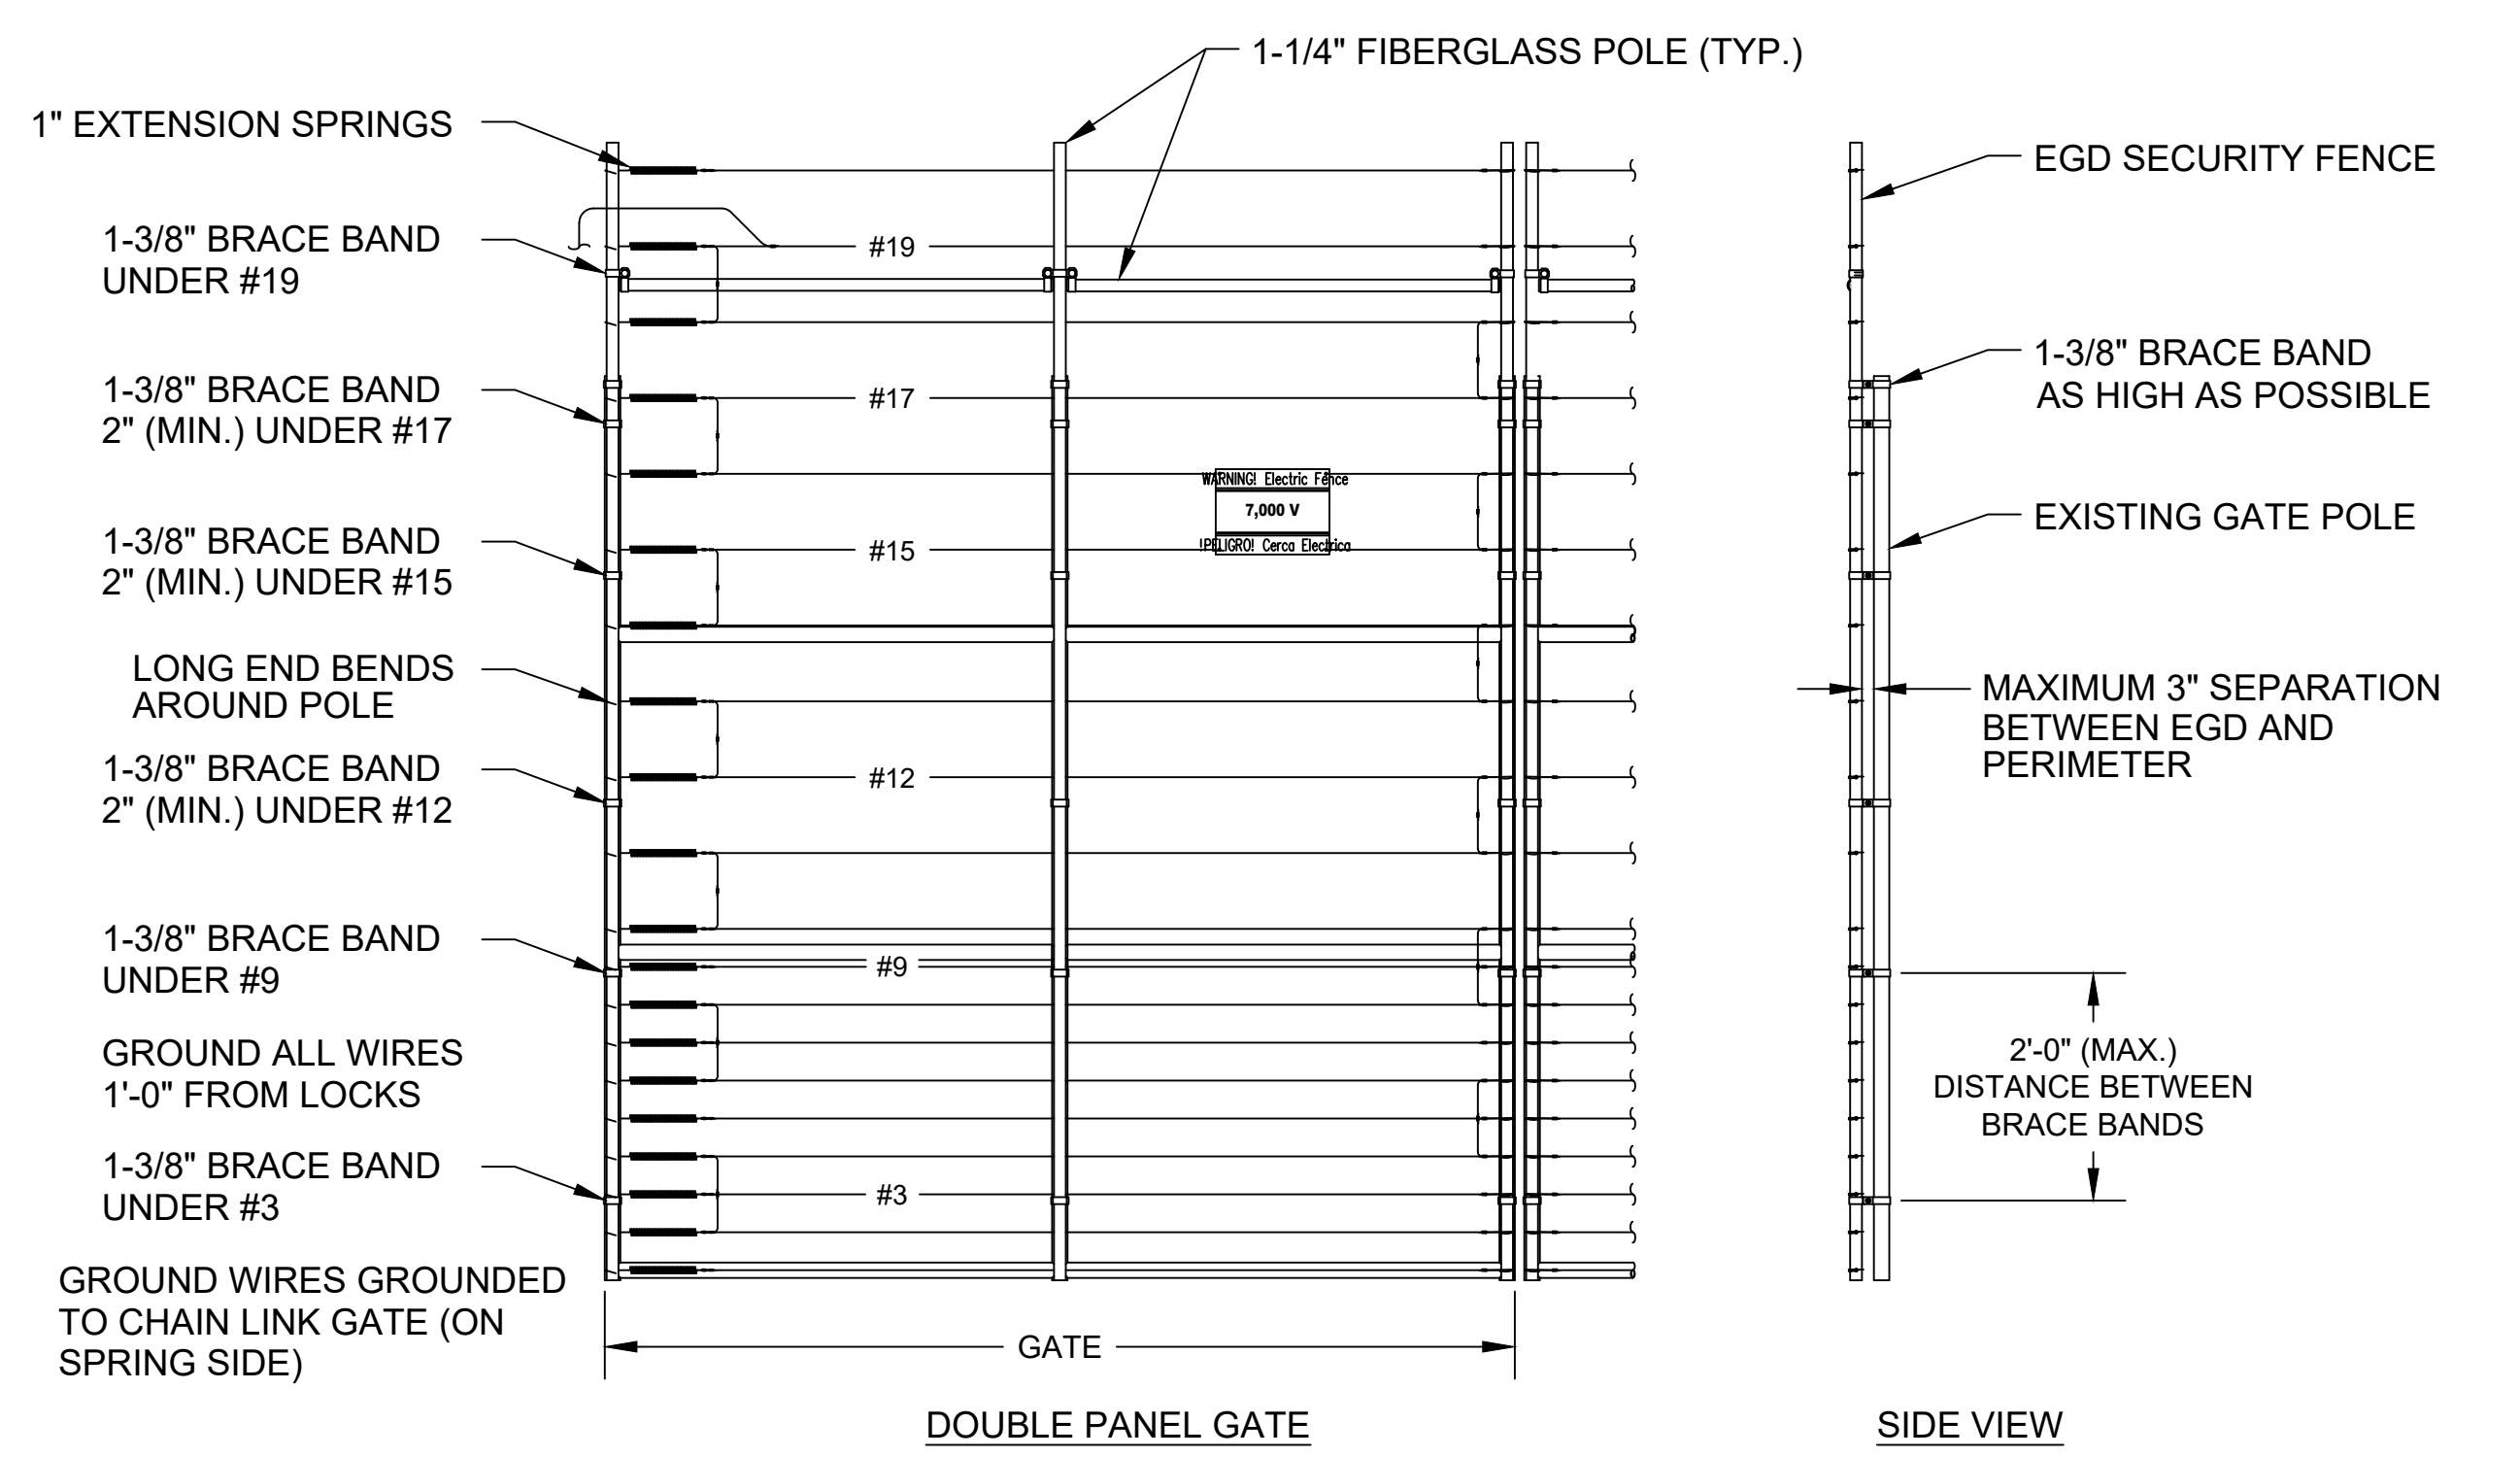 1-1/4" FIBERGLASS POLE (TYP.)
1" EXTENSION SPRINGS
1-3/8" BRACE BAND
UNDER #19
1-3/8" BRACE BAND
2" (MIN.) UNDER #17
1-3/8" BRACE BAND
2" (MIN.) UNDER #15
LONG END BENDS
AROUND POLE
1-3/8" BRACE BAND
2" (MIN.) UNDER #12
1-3/8" BRACE BAND
UNDER #9
GROUND ALL WIRES
1'-0" FROM LOCKS
1-3/8" BRACE BAND
UNDER #3
GROUND WIRES GROUNDED
TO CHAIN LINK GATE (ON
SPRING SIDE)
#19
#17
#15
#12
#9
#3
WARNING! Electric Fence
7,000 V
!PELIGRO! Cerca Electrica
GATE
DOUBLE PANEL GATE
EGD SECURITY FENCE
1-3/8" BRACE BAND
AS HIGH AS POSSIBLE
EXISTING GATE POLE
MAXIMUM 3" SEPARATION
BETWEEN EGD AND
PERIMETER
2'-0" (MAX.)
DISTANCE BETWEEN
BRACE BANDS
SIDE VIEW